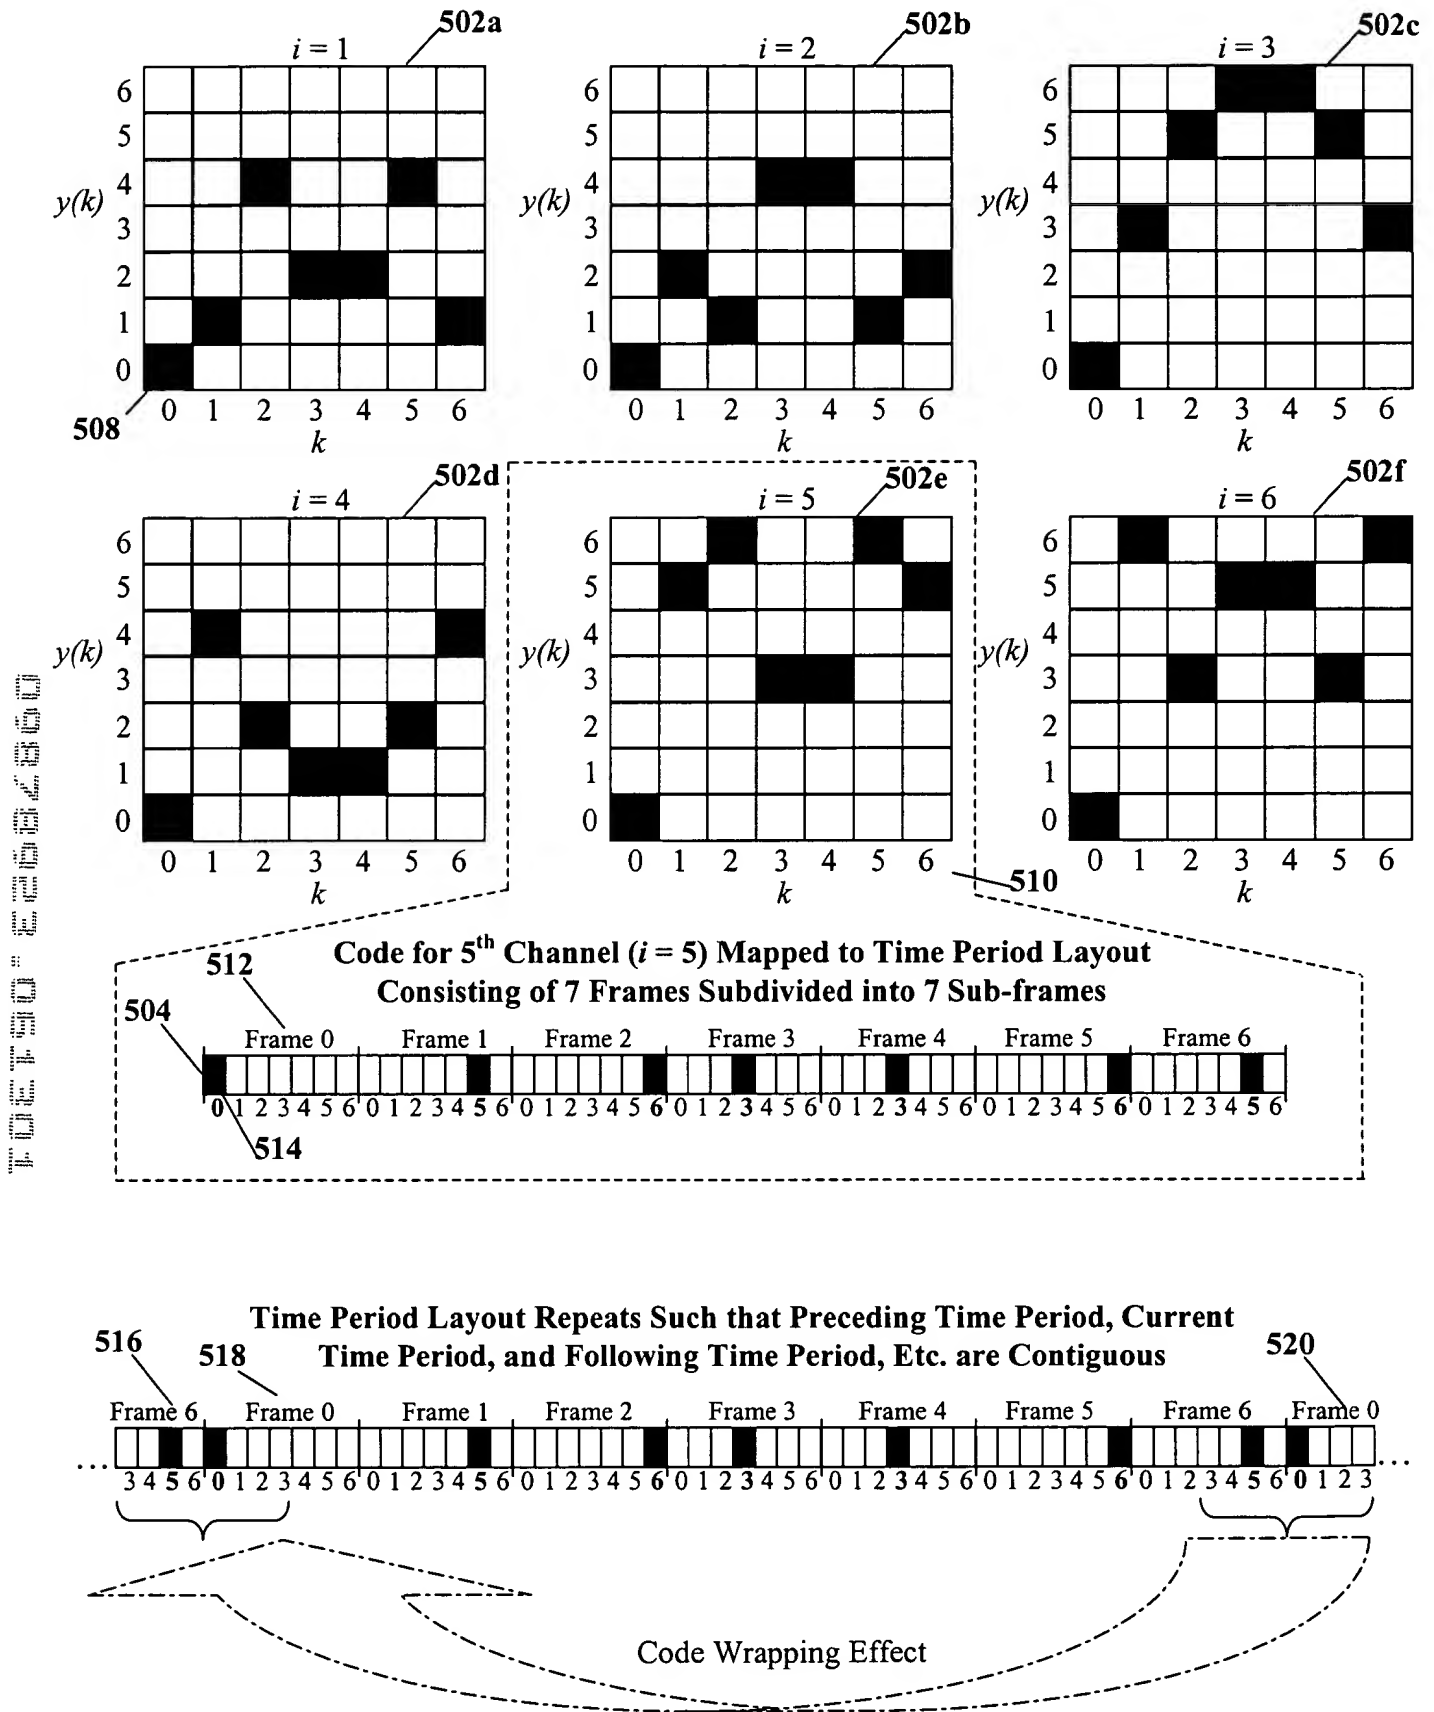 502a 502b 502c
i = 1 i = 2 i = 3
6 6 6
5 5 5
4 4 4
y(k) y(k) y(k)
3 3 3
2 2 2
1 1 1
0 0 0
508 0 1 2 3 4 5 6 0 1 2 3 4 5 6 0 1 2 3 4 5 6
k k k
502d 502e 502f
i = 4 i = 5 i = 6
6 6 6
5 5 5
4 4 4
y(k) y(k) y(k)
3 3 3
2 2 2
1 1 1
0 0 0
0 1 2 3 4 5 6 0 1 2 3 4 5 6 0 1 2 3 4 5 6
k k 510 k
Code for 5th Channel (i = 5) Mapped to Time Period Layout
512
Consisting of 7 Frames Subdivided into 7 Sub-frames
504
Frame 0 Frame 1 Frame 2 Frame 3 Frame 4 Frame 5 Frame 6
0 1 2 3 4 5 6 0 1 2 3 4 5 6 0 1 2 3 4 5 6 0 1 2 3 4 5 6 0 1 2 3 4 5 6 0 1 2 3 4 5 6 0 1 2 3 4 5 6
514
Time Period Layout Repeats Such that Preceding Time Period, Current
516 518 Time Period, and Following Time Period, Etc. are Contiguous 520
Frame 6 Frame 0 Frame 1 Frame 2 Frame 3 Frame 4 Frame 5 Frame 6 Frame 0
... ...
3 4 5 6 0 1 2 3 4 5 6 0 1 2 3 4 5 6 0 1 2 3 4 5 6 0 1 2 3 4 5 6 0 1 2 3 4 5 6 0 1 2 3 4 5 6 0 1 2 3 4 5 6 0 1 2 3
Code Wrapping Effect